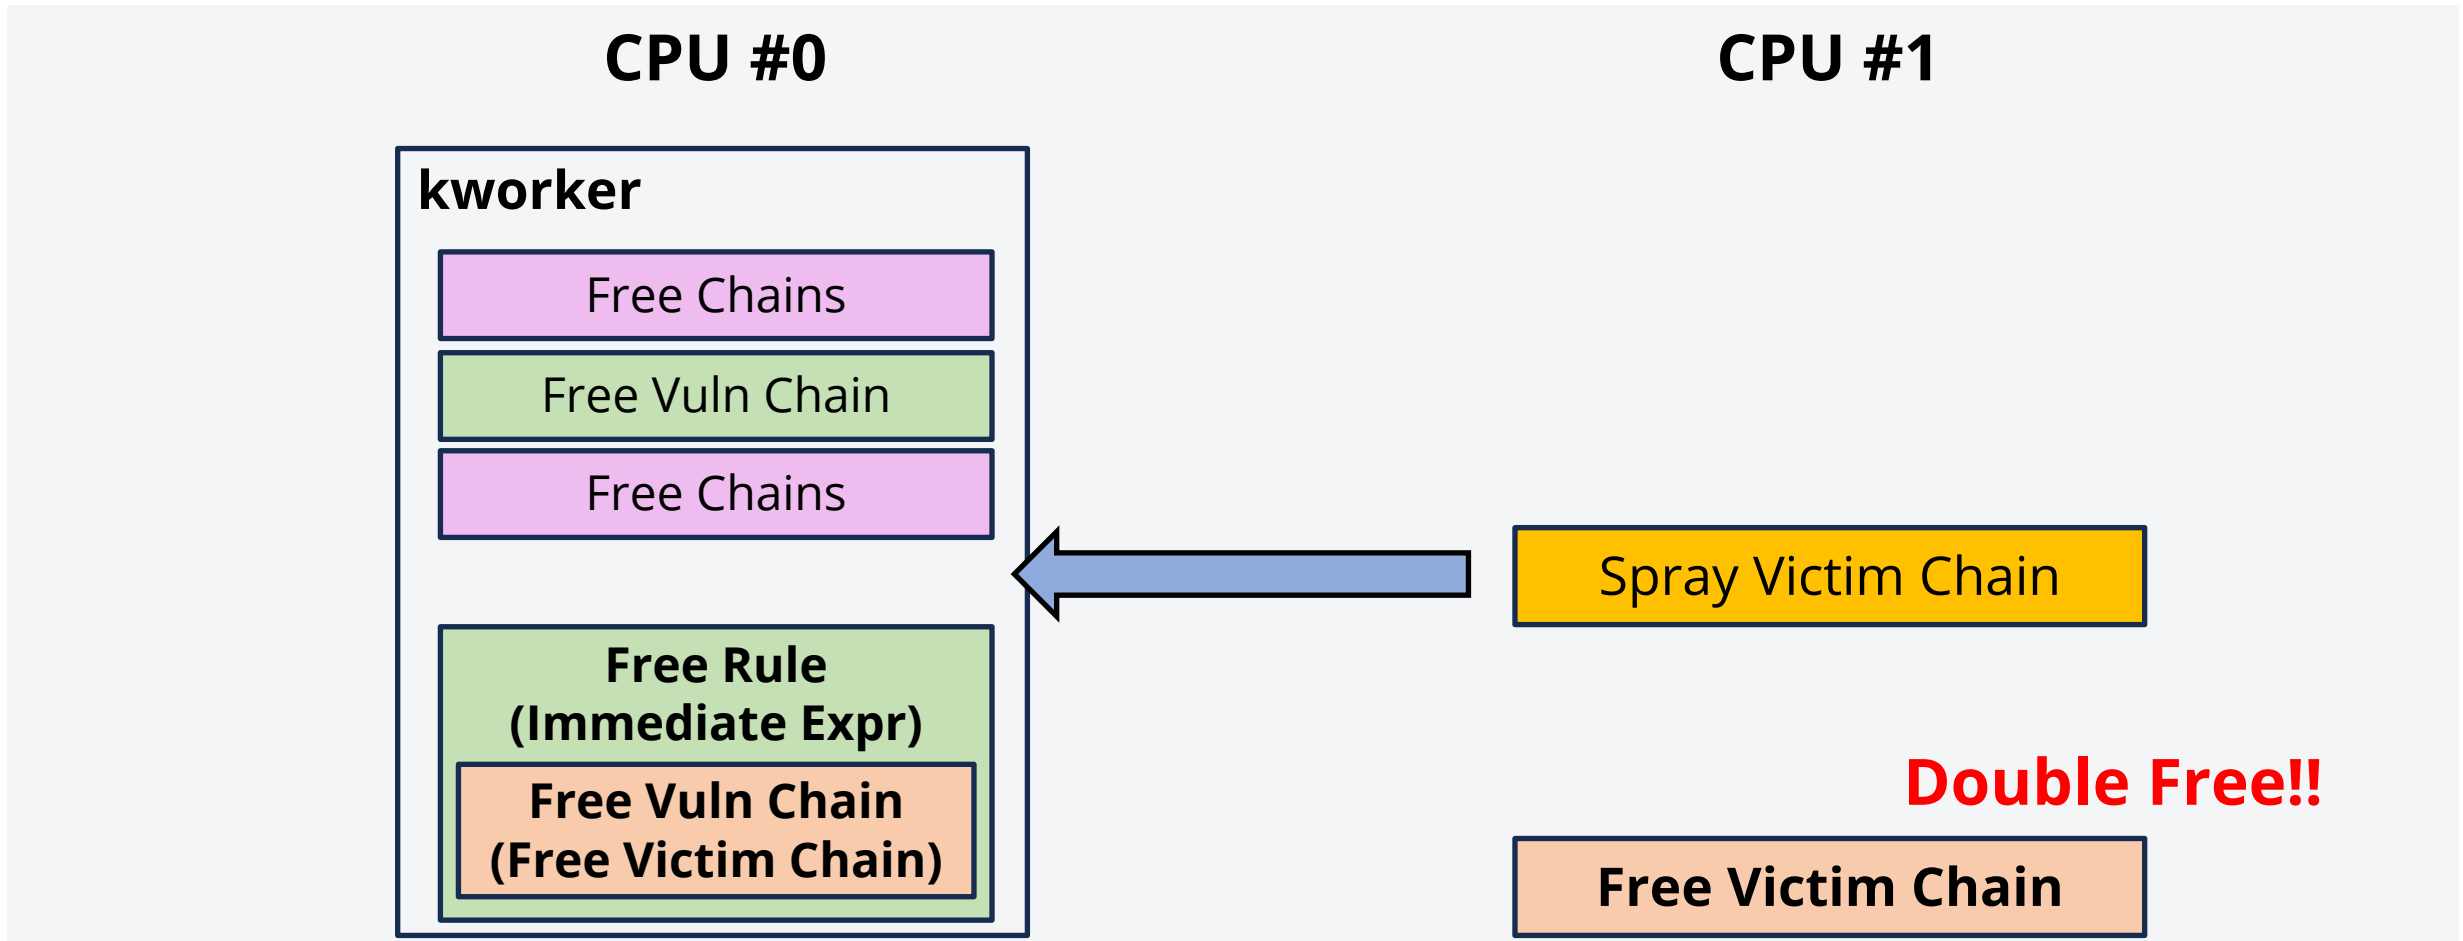 CPU #0
CPU #1
kworker
Free Chains
Free Vuln Chain
Free Chains
Spray Victim Chain
Free Rule
(Immediate Expr)
Free Vuln Chain
(Free Victim Chain)
Double Free!!
Free Victim Chain